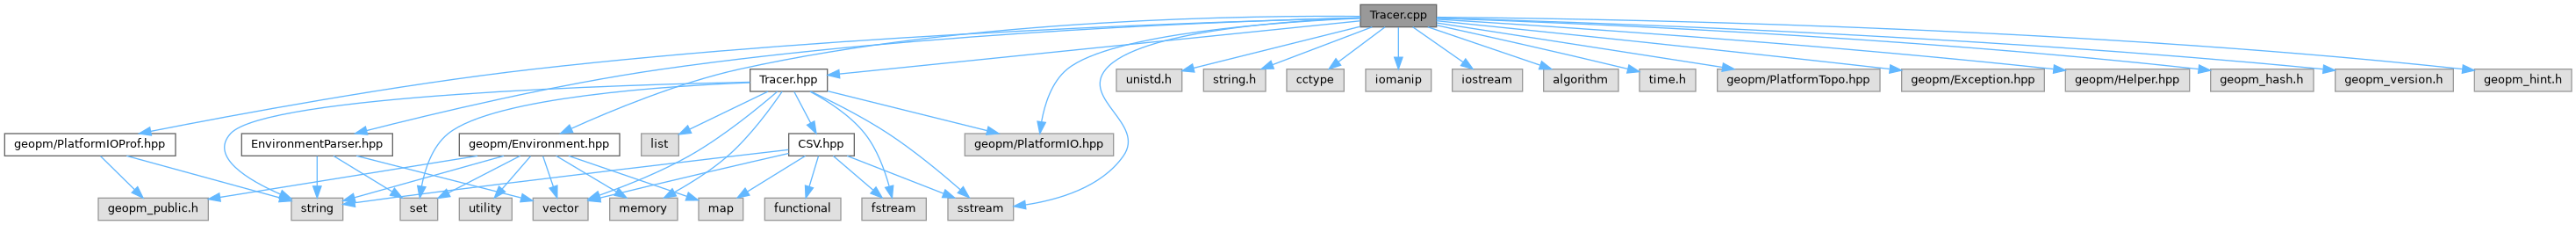 Tracer.cpp
Tracer.hpp
unistd.h
string.h
cctype
iomanip
iostream
algorithm
time.h
geopm/PlatformTopo.hpp
geopm/Exception.hpp
geopm/Helper.hpp
geopm_hash.h
geopm_version.h
geopm_hint.h
geopm/PlatformIOProf.hpp
EnvironmentParser.hpp
geopm/Environment.hpp
list
CSV.hpp
geopm/PlatformIO.hpp
geopm_public.h
string
set
utility
vector
memory
map
functional
fstream
sstream